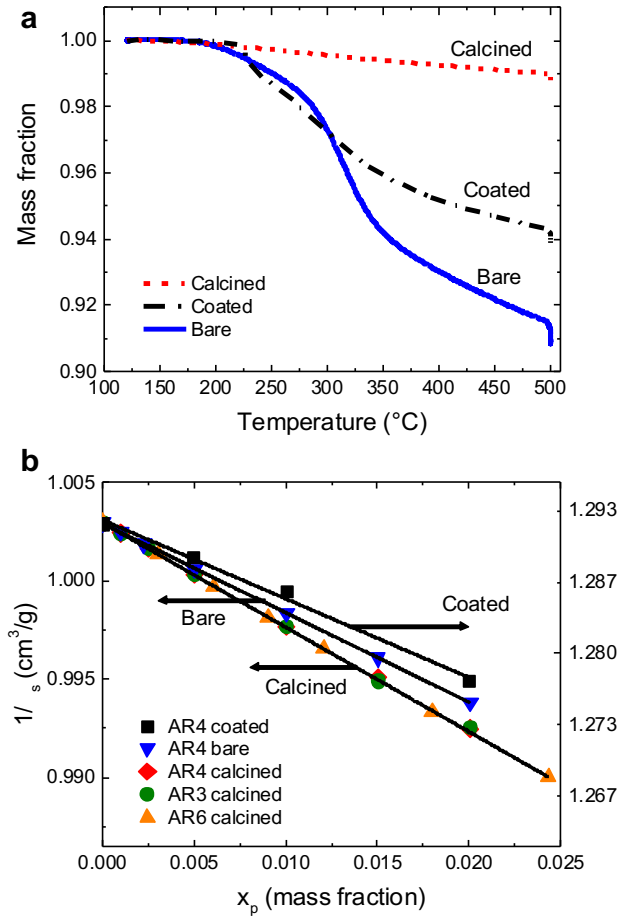 a
1.00
0.98
0.96
0.94
0.92
0.90
Mass fraction
Calcined
Coated
Bare
Calcined
Coated
Bare
100 150 200 250 300 350 400 450 500
Temperature (°C)
b
1.005
1.000
0.995
0.990
1/ s (cm³/g)
1.293
1.287
1.280
1.273
1.267
Coated
Bare
Calcined
AR4 coated
AR4 bare
AR4 calcined
AR3 calcined
AR6 calcined
0.000 0.005 0.010 0.015 0.020 0.025
xp (mass fraction)